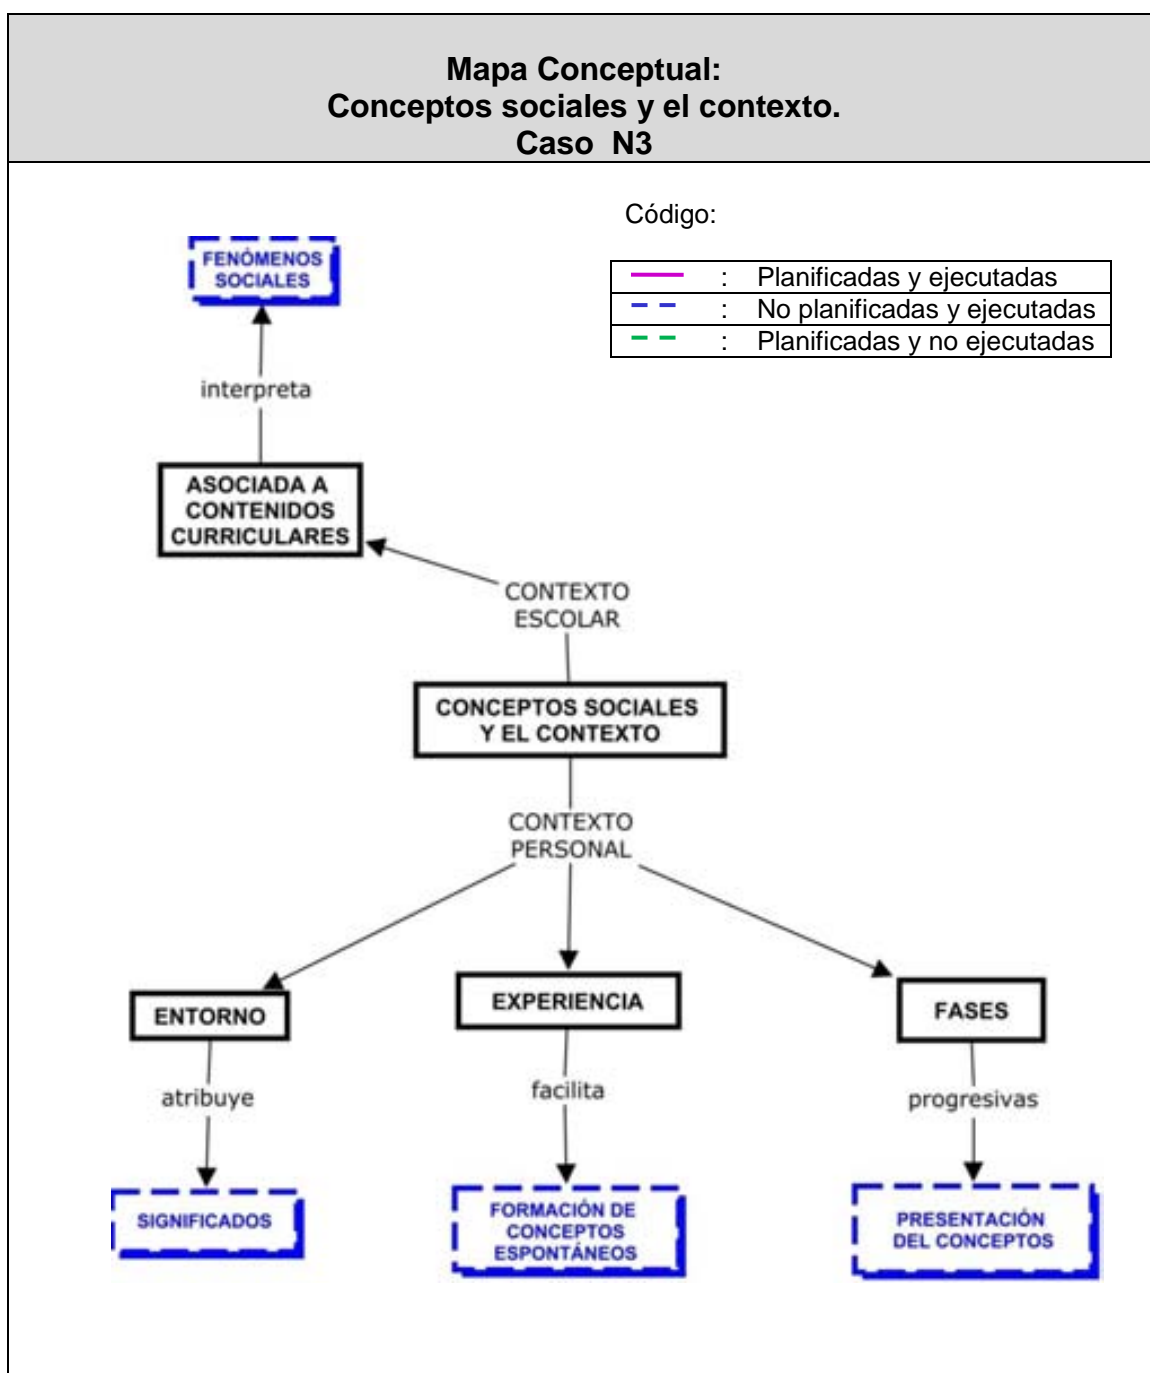 Mapa Conceptual:
Conceptos sociales y el contexto.
Caso N3
Código:
: Planificadas y ejecutadas
: No planificadas y ejecutadas
: Planificadas y no ejecutadas
FENÓMENOS
SOCIALES
interpreta
ASOCIADA A
CONTENIDOS
CURRICULARES
CONTEXTO
ESCOLAR
CONCEPTOS SOCIALES
Y EL CONTEXTO
CONTEXTO
PERSONAL
ENTORNO
EXPERIENCIA
FASES
atribuye
facilita
progresivas
SIGNIFICADOS
FORMACIÓN DE
CONCEPTOS
ESPONTÁNEOS
PRESENTACIÓN
DEL CONCEPTOS